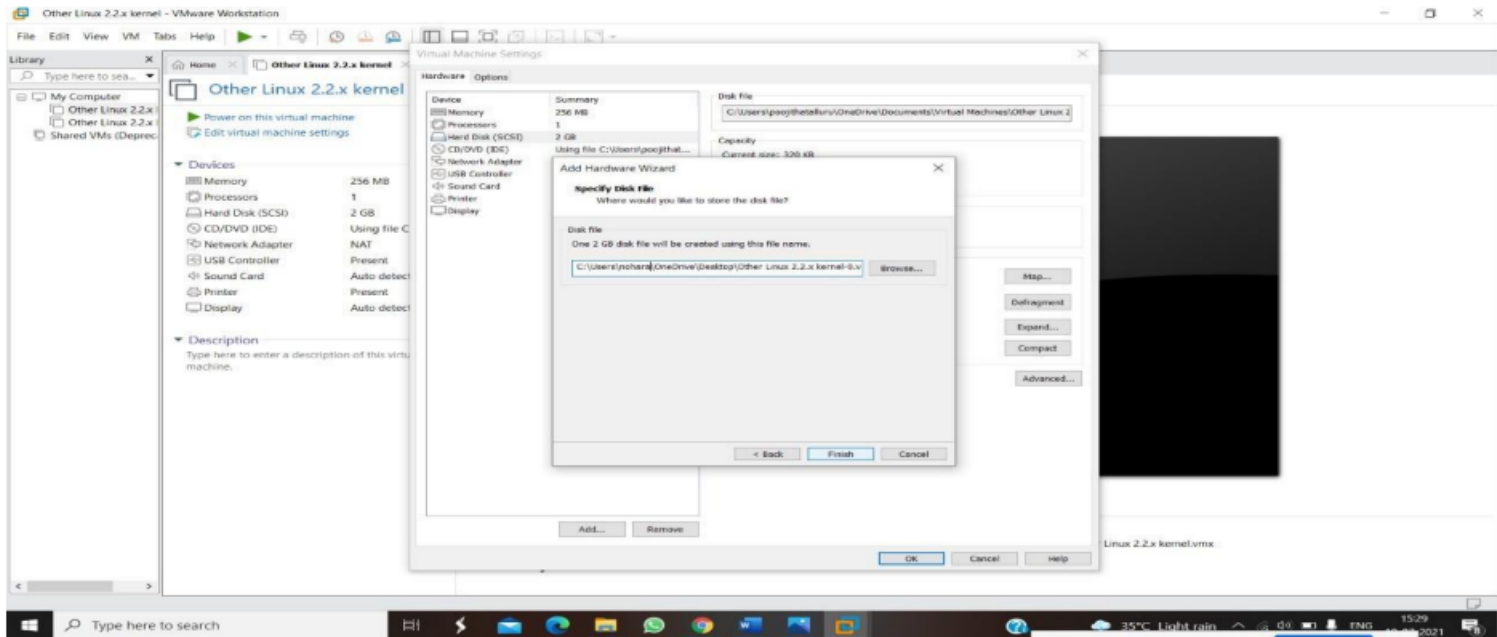 Other Linux 2.2.x kernel - VMware Workstation
File Edit View VM Tabs Help
Library
Type here to sea...
My Computer
Other Linux 2.2.x
Other Linux 2.2.x
Shared VMs (Deprec
Home
Other Linux 2.2.x kernel
Other Linux 2.2.x kernel
Power on this virtual machine
Edit virtual machine settings
Devices
Memory 256 MB
Processors 1
Hard Disk (SCSI) 2 GB
CD/DVD (IDE) Using file C
Network Adapter NAT
USB Controller Present
Sound Card Auto detect
Printer Present
Display Auto detect
Description
Type here to enter a description of this virtu
machine.
Virtual Machine Settings
Hardware Options
Device Summary
Memory 256 MB
Processors 1
Hard Disk (SCSI) 2 GB
CD/DVD (IDE) Using file C:\Users\poojithat...
Network Adapter
USB Controller
Sound Card
Printer
Display
Add... Remove
Disk file
C:\Users\poojithatalluru\OneDrive\Documents\Virtual Machines\Other Linux 2
Capacity
Current size: 320 KB
Map...
Defragment
Expand...
Compact
Advanced...
Add Hardware Wizard
Specify Disk File
Where would you like to store the disk file?
Disk file
One 2 GB disk file will be created using this file name.
C:\Users\nohara\OneDrive\Desktop\Other Linux 2.2.x kernel-0.v Browse...
< Back Finish Cancel
OK Cancel Help
Linux 2.2.x kernel.vmx
Type here to search
35°C Light rain
ENG
15:29
2021